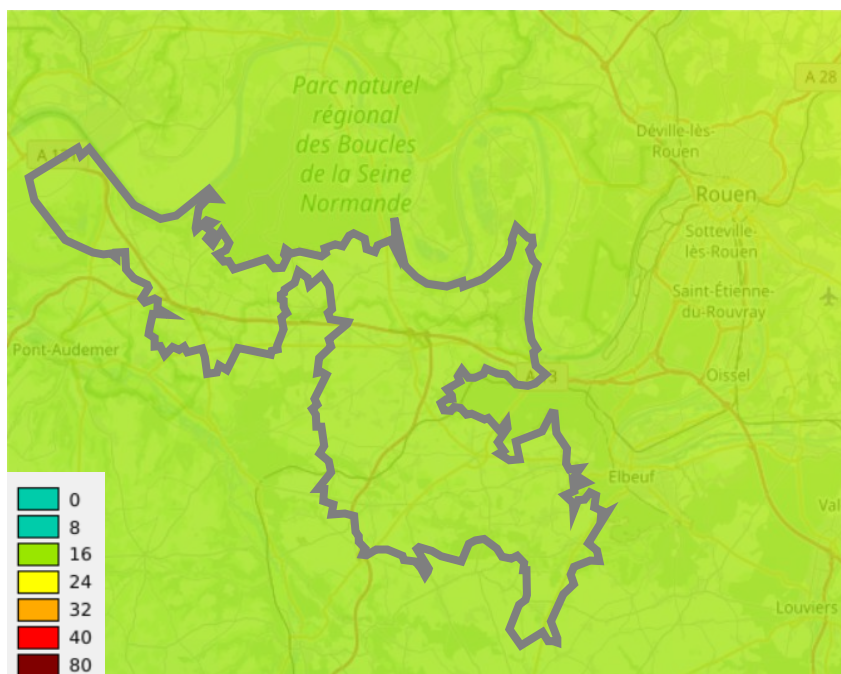 Parc naturel
régional
des Boucles
de la Seine
Normande
A 28
Déville-lès-
Rouen
Rouen
Sotteville-
lès-Rouen
Saint-Étienne-
du-Rouvray
Pont-Audemer
Oissel
Elbeuf
Val
Louviers
0
8
16
24
32
40
80